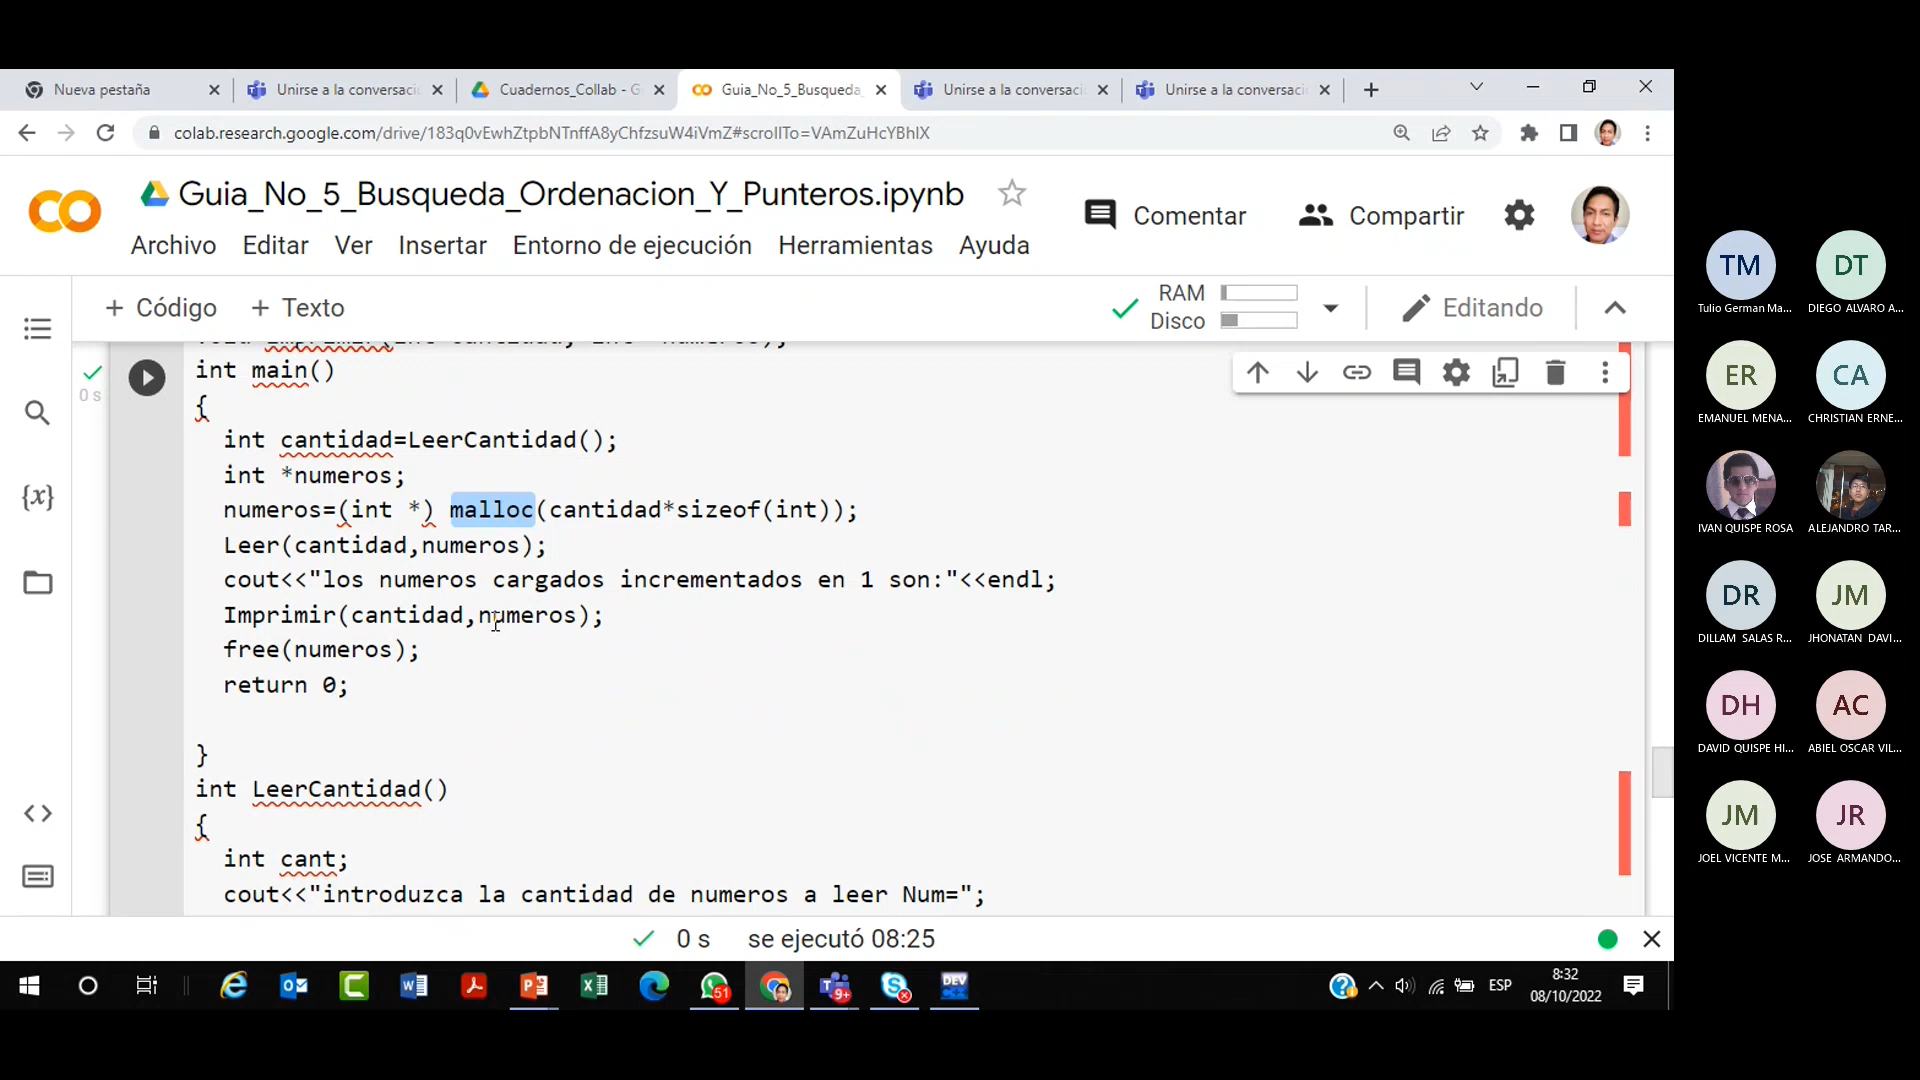 Nueva pestaña
Unirse a la conversaci
Cuadernos_Collab - G
Guia_No_5_Busqueda_
Unirse a la conversaci
Unirse a la conversaci
colab.research.google.com/drive/183q0vEwhZtpbNTnffA8yChfzsuW4iVmZ#scrollTo=VAmZuHcYBhlX
Guia_No_5_Busqueda_Ordenacion_Y_Punteros.ipynb
Comentar
Compartir
Archivo Editar Ver Insertar Entorno de ejecución Herramientas Ayuda
+ Código + Texto
RAM
Disco
Editando
{x}
0 s
int main()
{
int cantidad=LeerCantidad();
int *numeros;
numeros=(int *) malloc(cantidad*sizeof(int));
Leer(cantidad,numeros);
cout<<"los numeros cargados incrementados en 1 son:"<<endl;
Imprimir(cantidad,numeros);
free(numeros);
return 0;
}
int LeerCantidad()
{
int cant;
cout<<"introduzca la cantidad de numeros a leer Num=";
0 s se ejecutó 08:25
51
9+
DEV
ESP
8:32
08/10/2022
TM
Tulio German Ma...
DT
DIEGO ALVARO A...
ER
EMANUEL MENA...
CA
CHRISTIAN ERNE...
IVAN QUISPE ROSA
ALEJANDRO TAR...
DR
DILLAM SALAS R...
JM
JHONATAN DAVI...
DH
DAVID QUISPE HI...
AC
ABIEL OSCAR VIL...
JM
JOEL VICENTE M...
JR
JOSE ARMANDO...